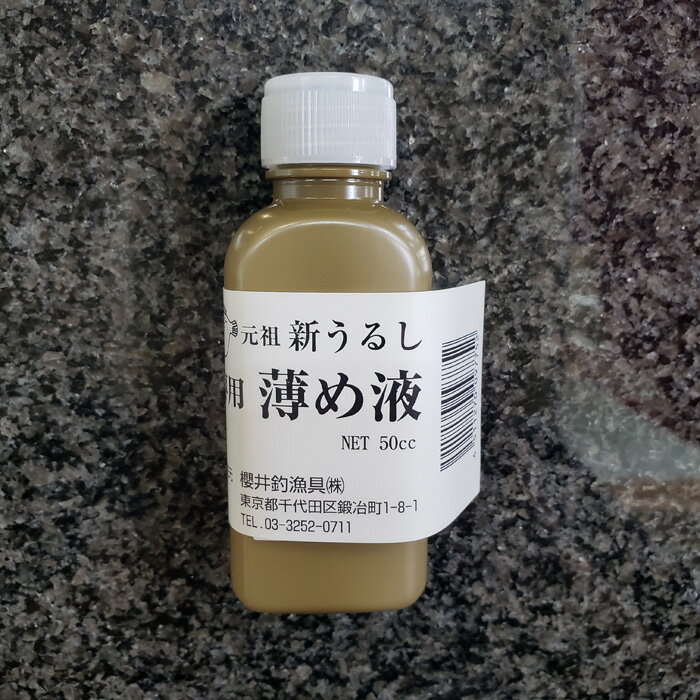 元祖 新うるし
用 薄め液
NET 50cc
櫻井釣漁具㈱
東京都千代田区鍛冶町1-8-1
TEL.03-3252-0711